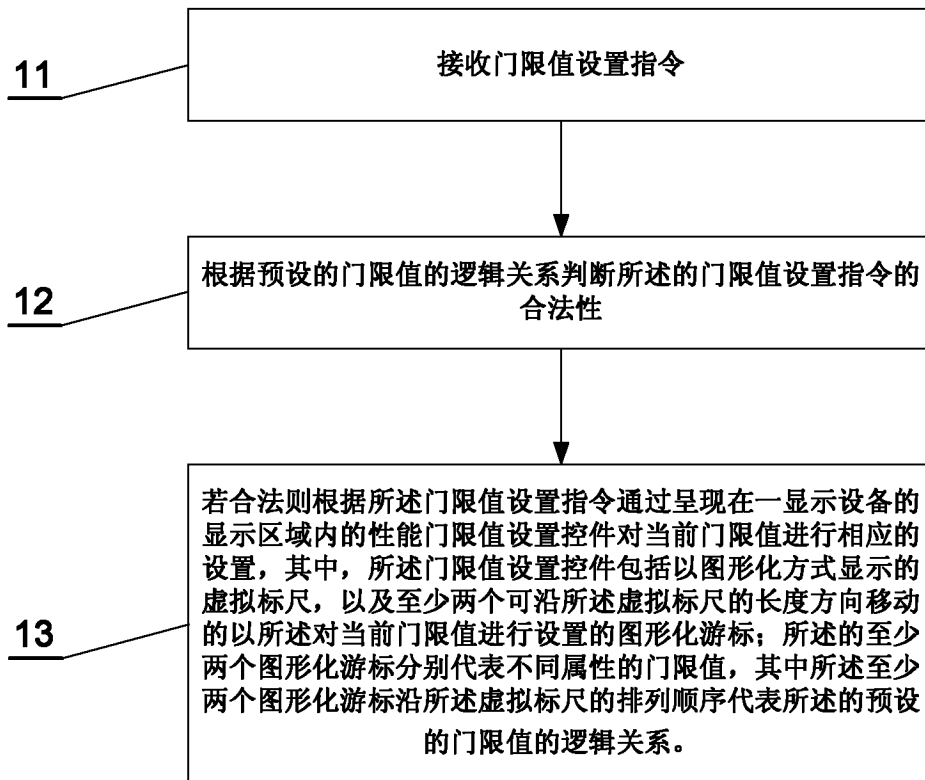 11
接收门限值设置指令
12
根据预设的门限值的逻辑关系判断所述的门限值设置指令的
合法性
13
若合法则根据所述门限值设置指令通过呈现在一显示设备的
显示区域内的性能门限值设置控件对当前门限值进行相应的
设置，其中，所述门限值设置控件包括以图形化方式显示的
虚拟标尺，以及至少两个可沿所述虚拟标尺的长度方向移动
的以所述对当前门限值进行设置的图形化游标；所述的至少
两个图形化游标分别代表不同属性的门限值，其中所述至少
两个图形化游标沿所述虚拟标尺的排列顺序代表所述的预设
的门限值的逻辑关系。